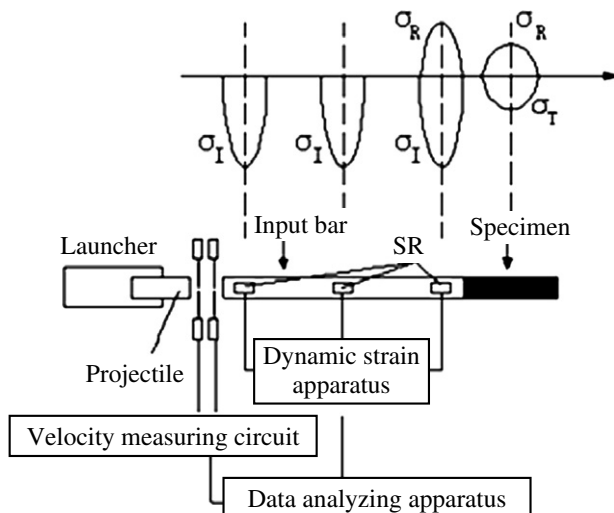 σR σR
σI σI σI σT
Input bar Specimen
Launcher SR
Projectile
Dynamic strain
apparatus
Velocity measuring circuit
Data analyzing apparatus